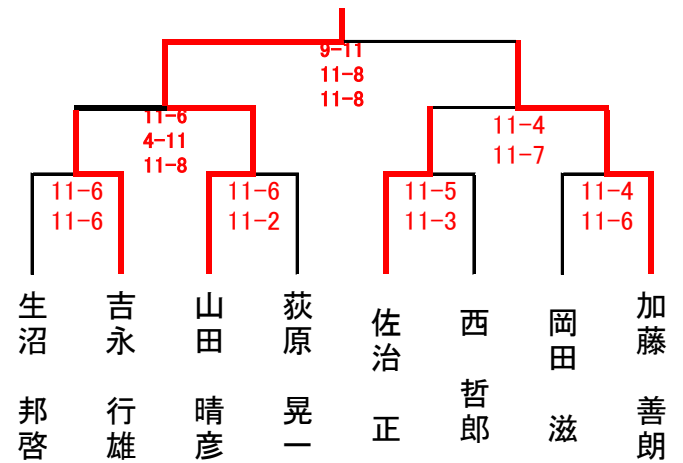 9-11
11-8
11-8
11-6
4-11
11-8
11-4
11-7
11-6
11-6
11-6
11-2
11-5
11-3
11-4
11-6
生沼 邦啓
吉永 行雄
山田 晴彦
荻原 晃一
佐治 正
西 哲郎
岡田 滋
加藤 善朗